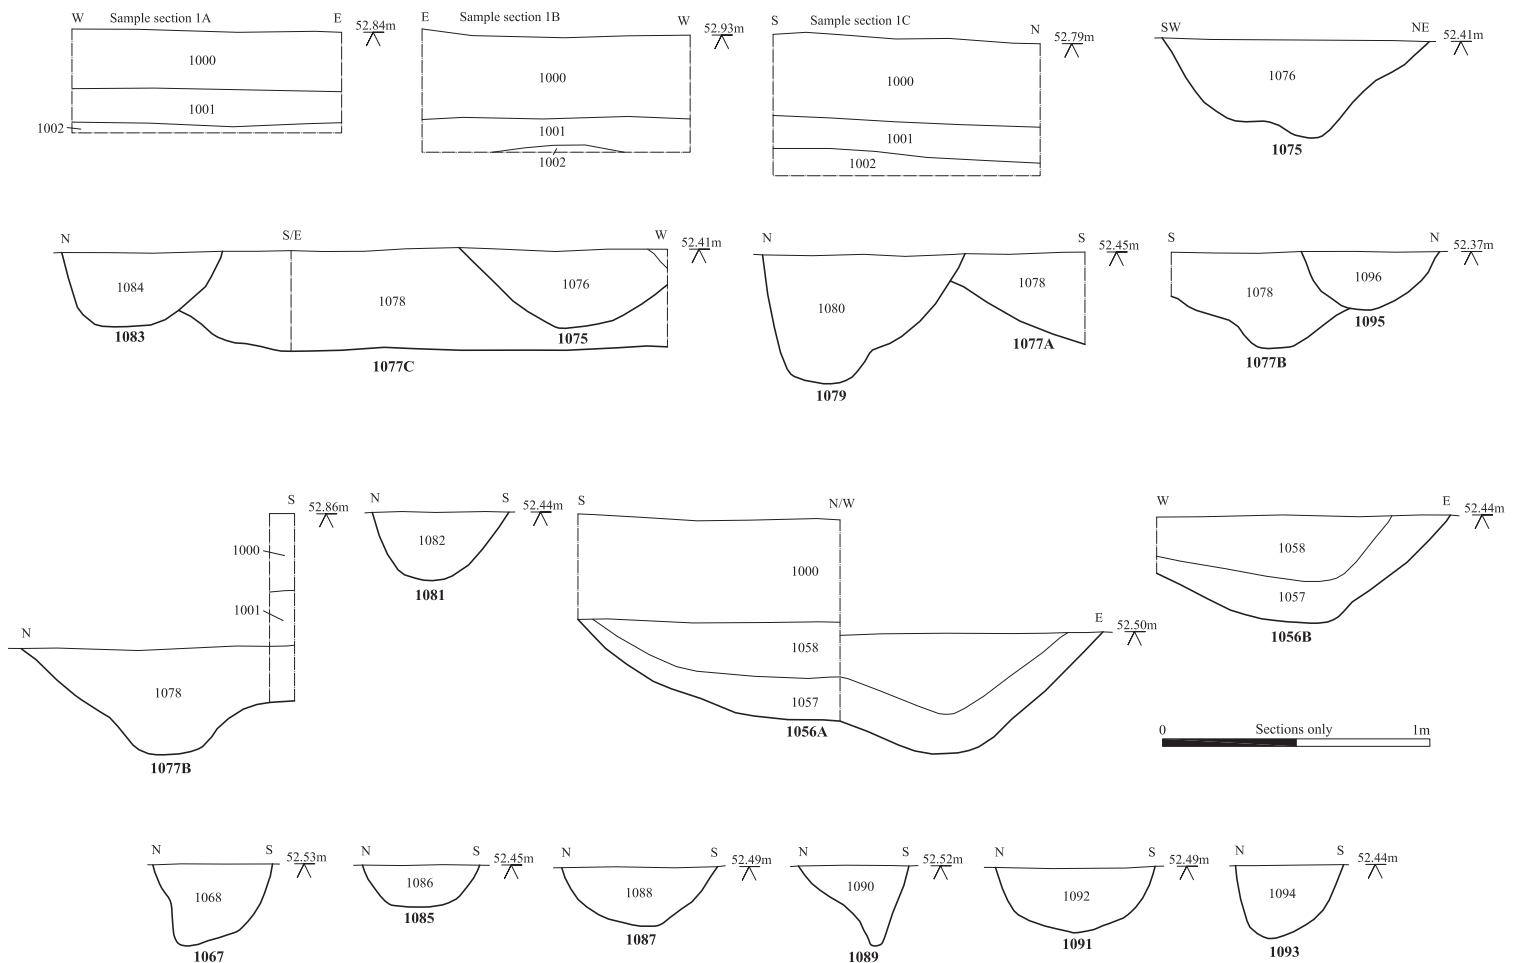 W Sample section 1A E 52.84m
1000
1001
1002
E Sample section 1B W 52.93m
1000
1001
1002
S Sample section 1C N 52.79m
1000
1001
1002
SW NE 52.41m
1076
1075
N S/E W 52.41m
1084 1078 1076
1083 1077C 1075
N S 52.45m
1080 1078
1079 1077A
S N 52.37m
1078 1096
1077B 1095
S 52.86m
1000
1001
N
1078
1077B
N S 52.44m
1082
1081
S N/W
1000
E 52.50m
1058
1057
1056A
W E 52.44m
1058
1057
1056B
0 Sections only 1m
N S 52.53m
1068
1067
N S 52.45m
1086
1085
N S 52.49m
1088
1087
N S 52.52m
1090
1089
N S 52.49m
1092
1091
N S 52.44m
1094
1093